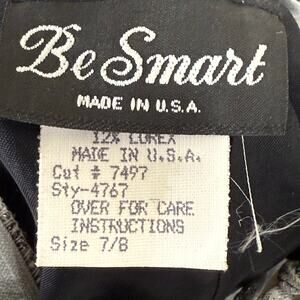 Be Smart
MADE IN U.S.A.
12% LUREX
MADE IN U.S.A.
Cut # 7497
Sty-4767
OVER FOR CARE
INSTRUCTIONS
Size 7/8